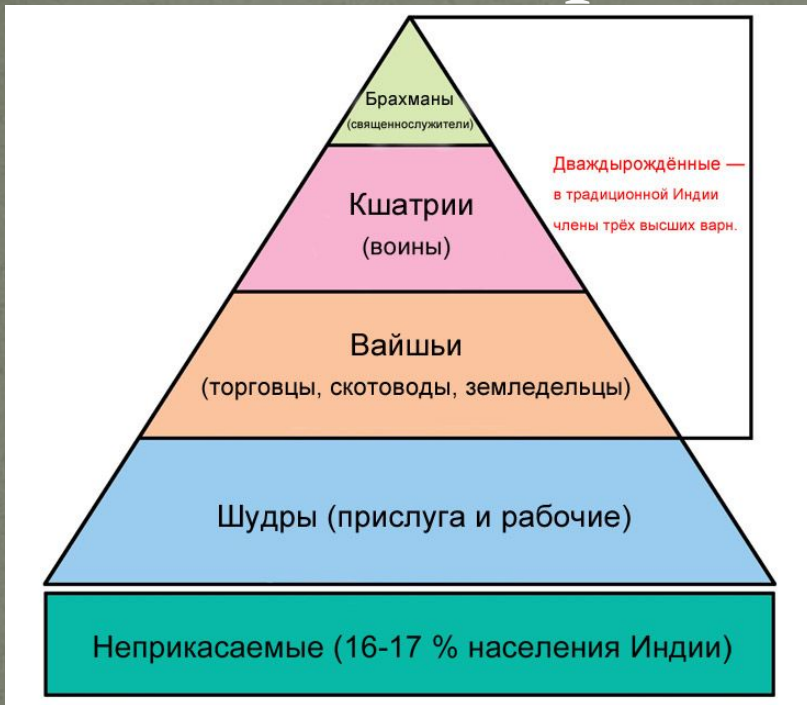 Брахманы
(священнослужители)
Дваждырождённые —
в традиционной Индии
члены трёх высших варн.
Кшатрии
(воины)
Вайшьи
(торговцы, скотоводы, земледельцы)
Шудры (прислуга и рабочие)
Неприкасаемые (16-17 % населения Индии)